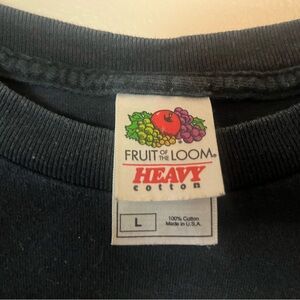 FRUIT OF THE LOOM®
HEAVY
cotton
L
100% Cotton
Made in U.S.A.